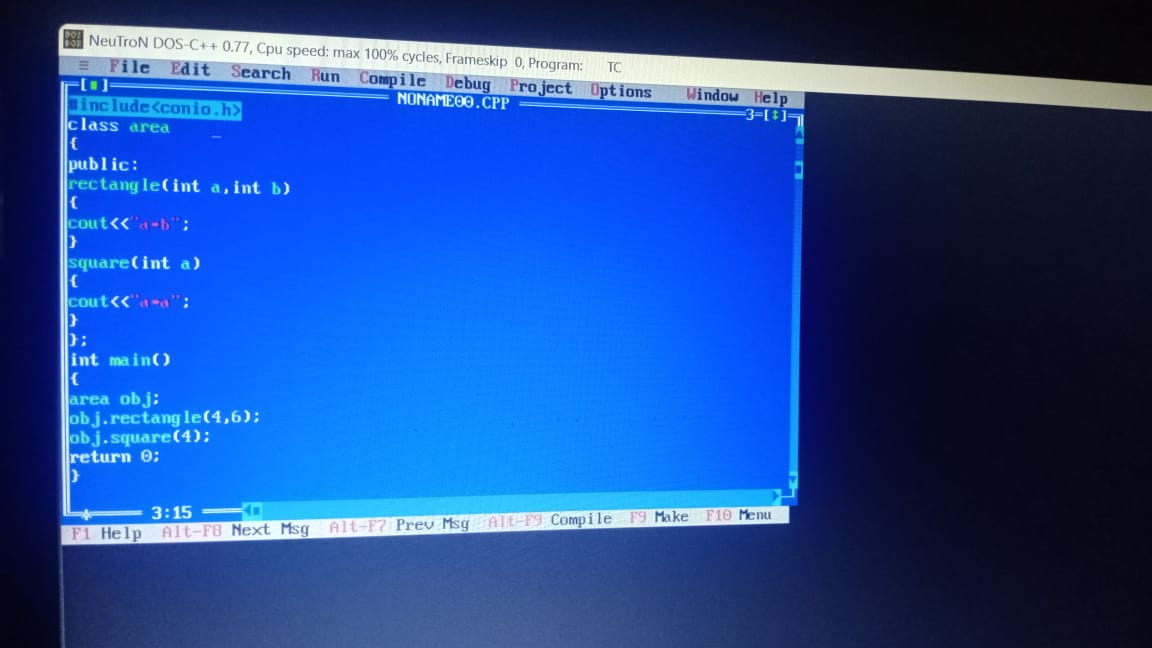 NeuTroN DOS-C++ 0.77, Cpu speed: max 100% cycles, Frameskip 0, Program: TC
≡ File Edit Search Run Compile Debug Project Options Window Help
[■] NONAME00.CPP 3=[↕]
#include<conio.h>
class area
{
public:
rectangle(int a,int b)
{
cout<<"a*b";
}
square(int a)
{
cout<<"a*a";
}
};
int main()
{
area obj;
obj.rectangle(4,6);
obj.square(4);
return 0;
}
3:15
F1 Help Alt-F8 Next Msg Alt-F7 Prev Msg Alt-F9 Compile F9 Make F10 Menu